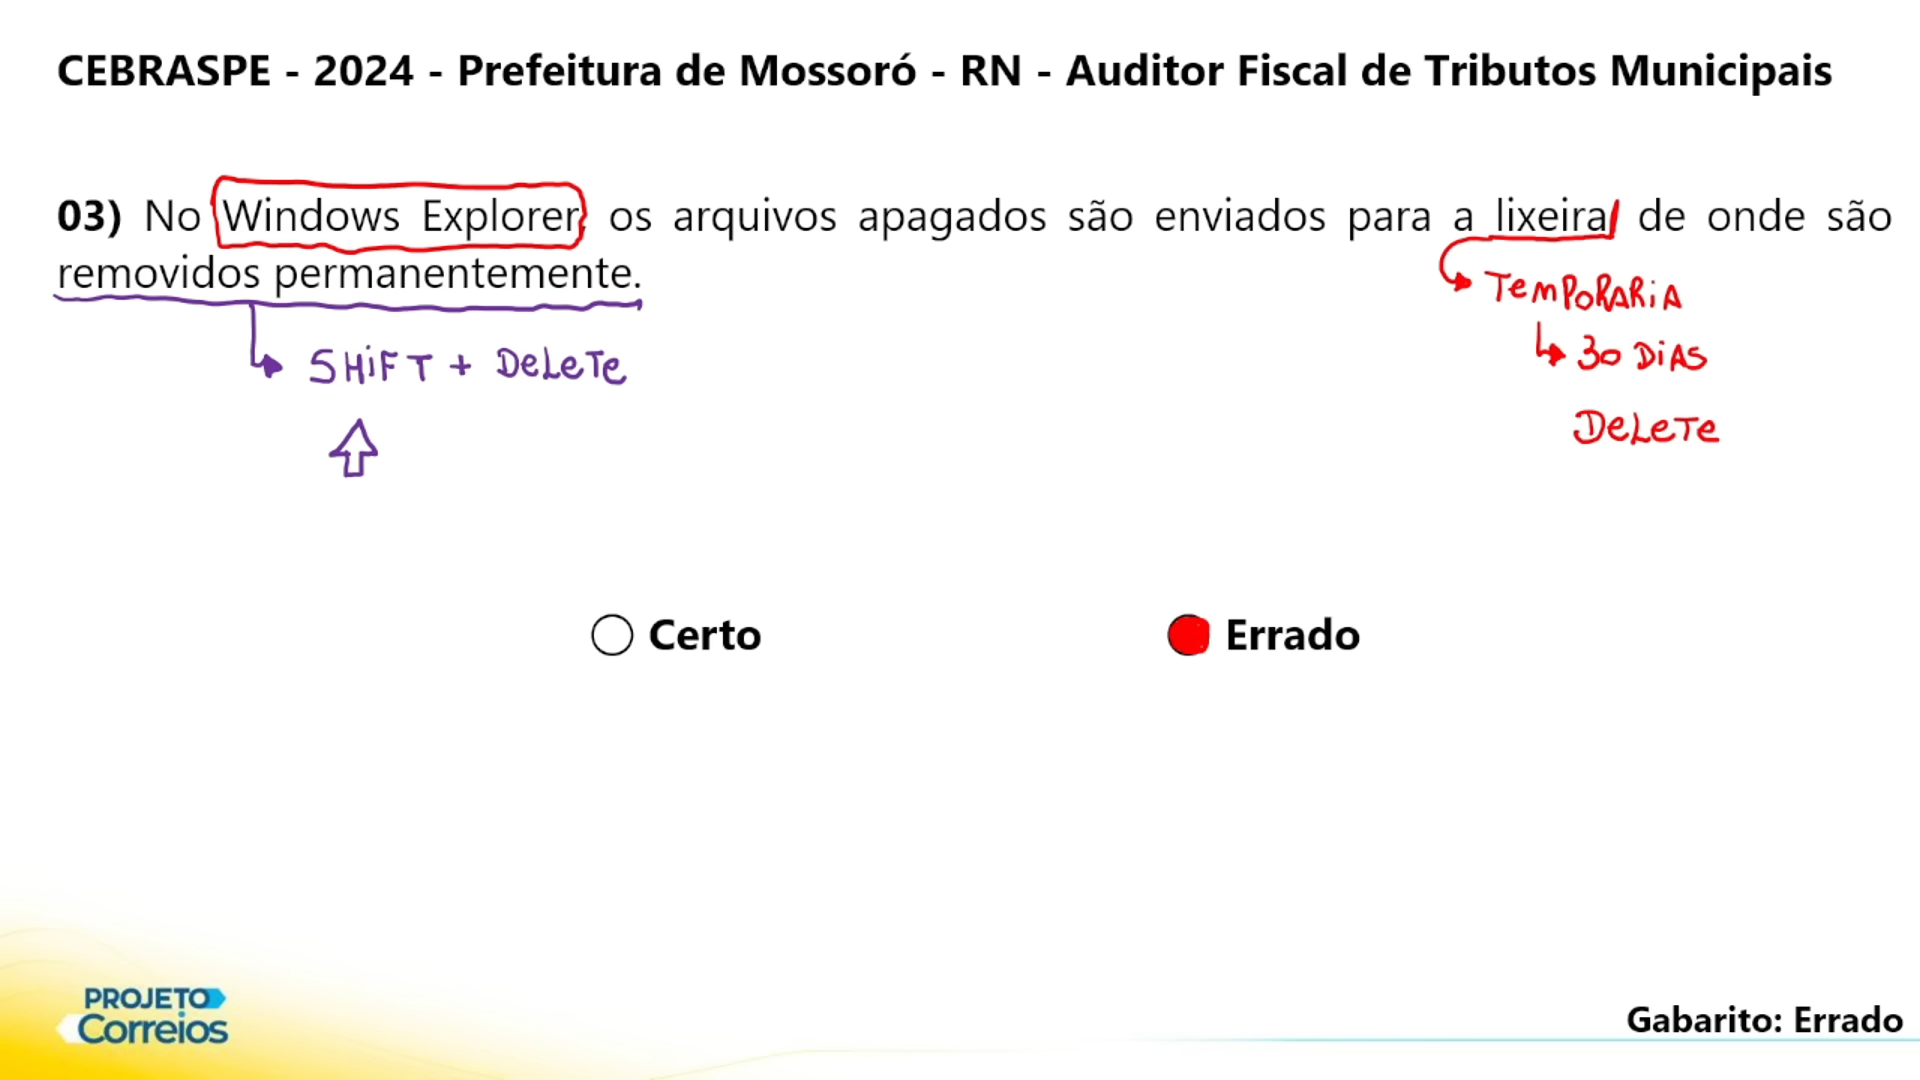 CEBRASPE - 2024 - Prefeitura de Mossoró - RN - Auditor Fiscal de Tributos Municipais
03) No Windows Explorer, os arquivos apagados são enviados para a lixeira, de onde são
removidos permanentemente.
TEMPORARIA
30 DIAS
SHIFT + DELETE
DELETE
Certo
Errado
PROJETO
Correios
Gabarito: Errado